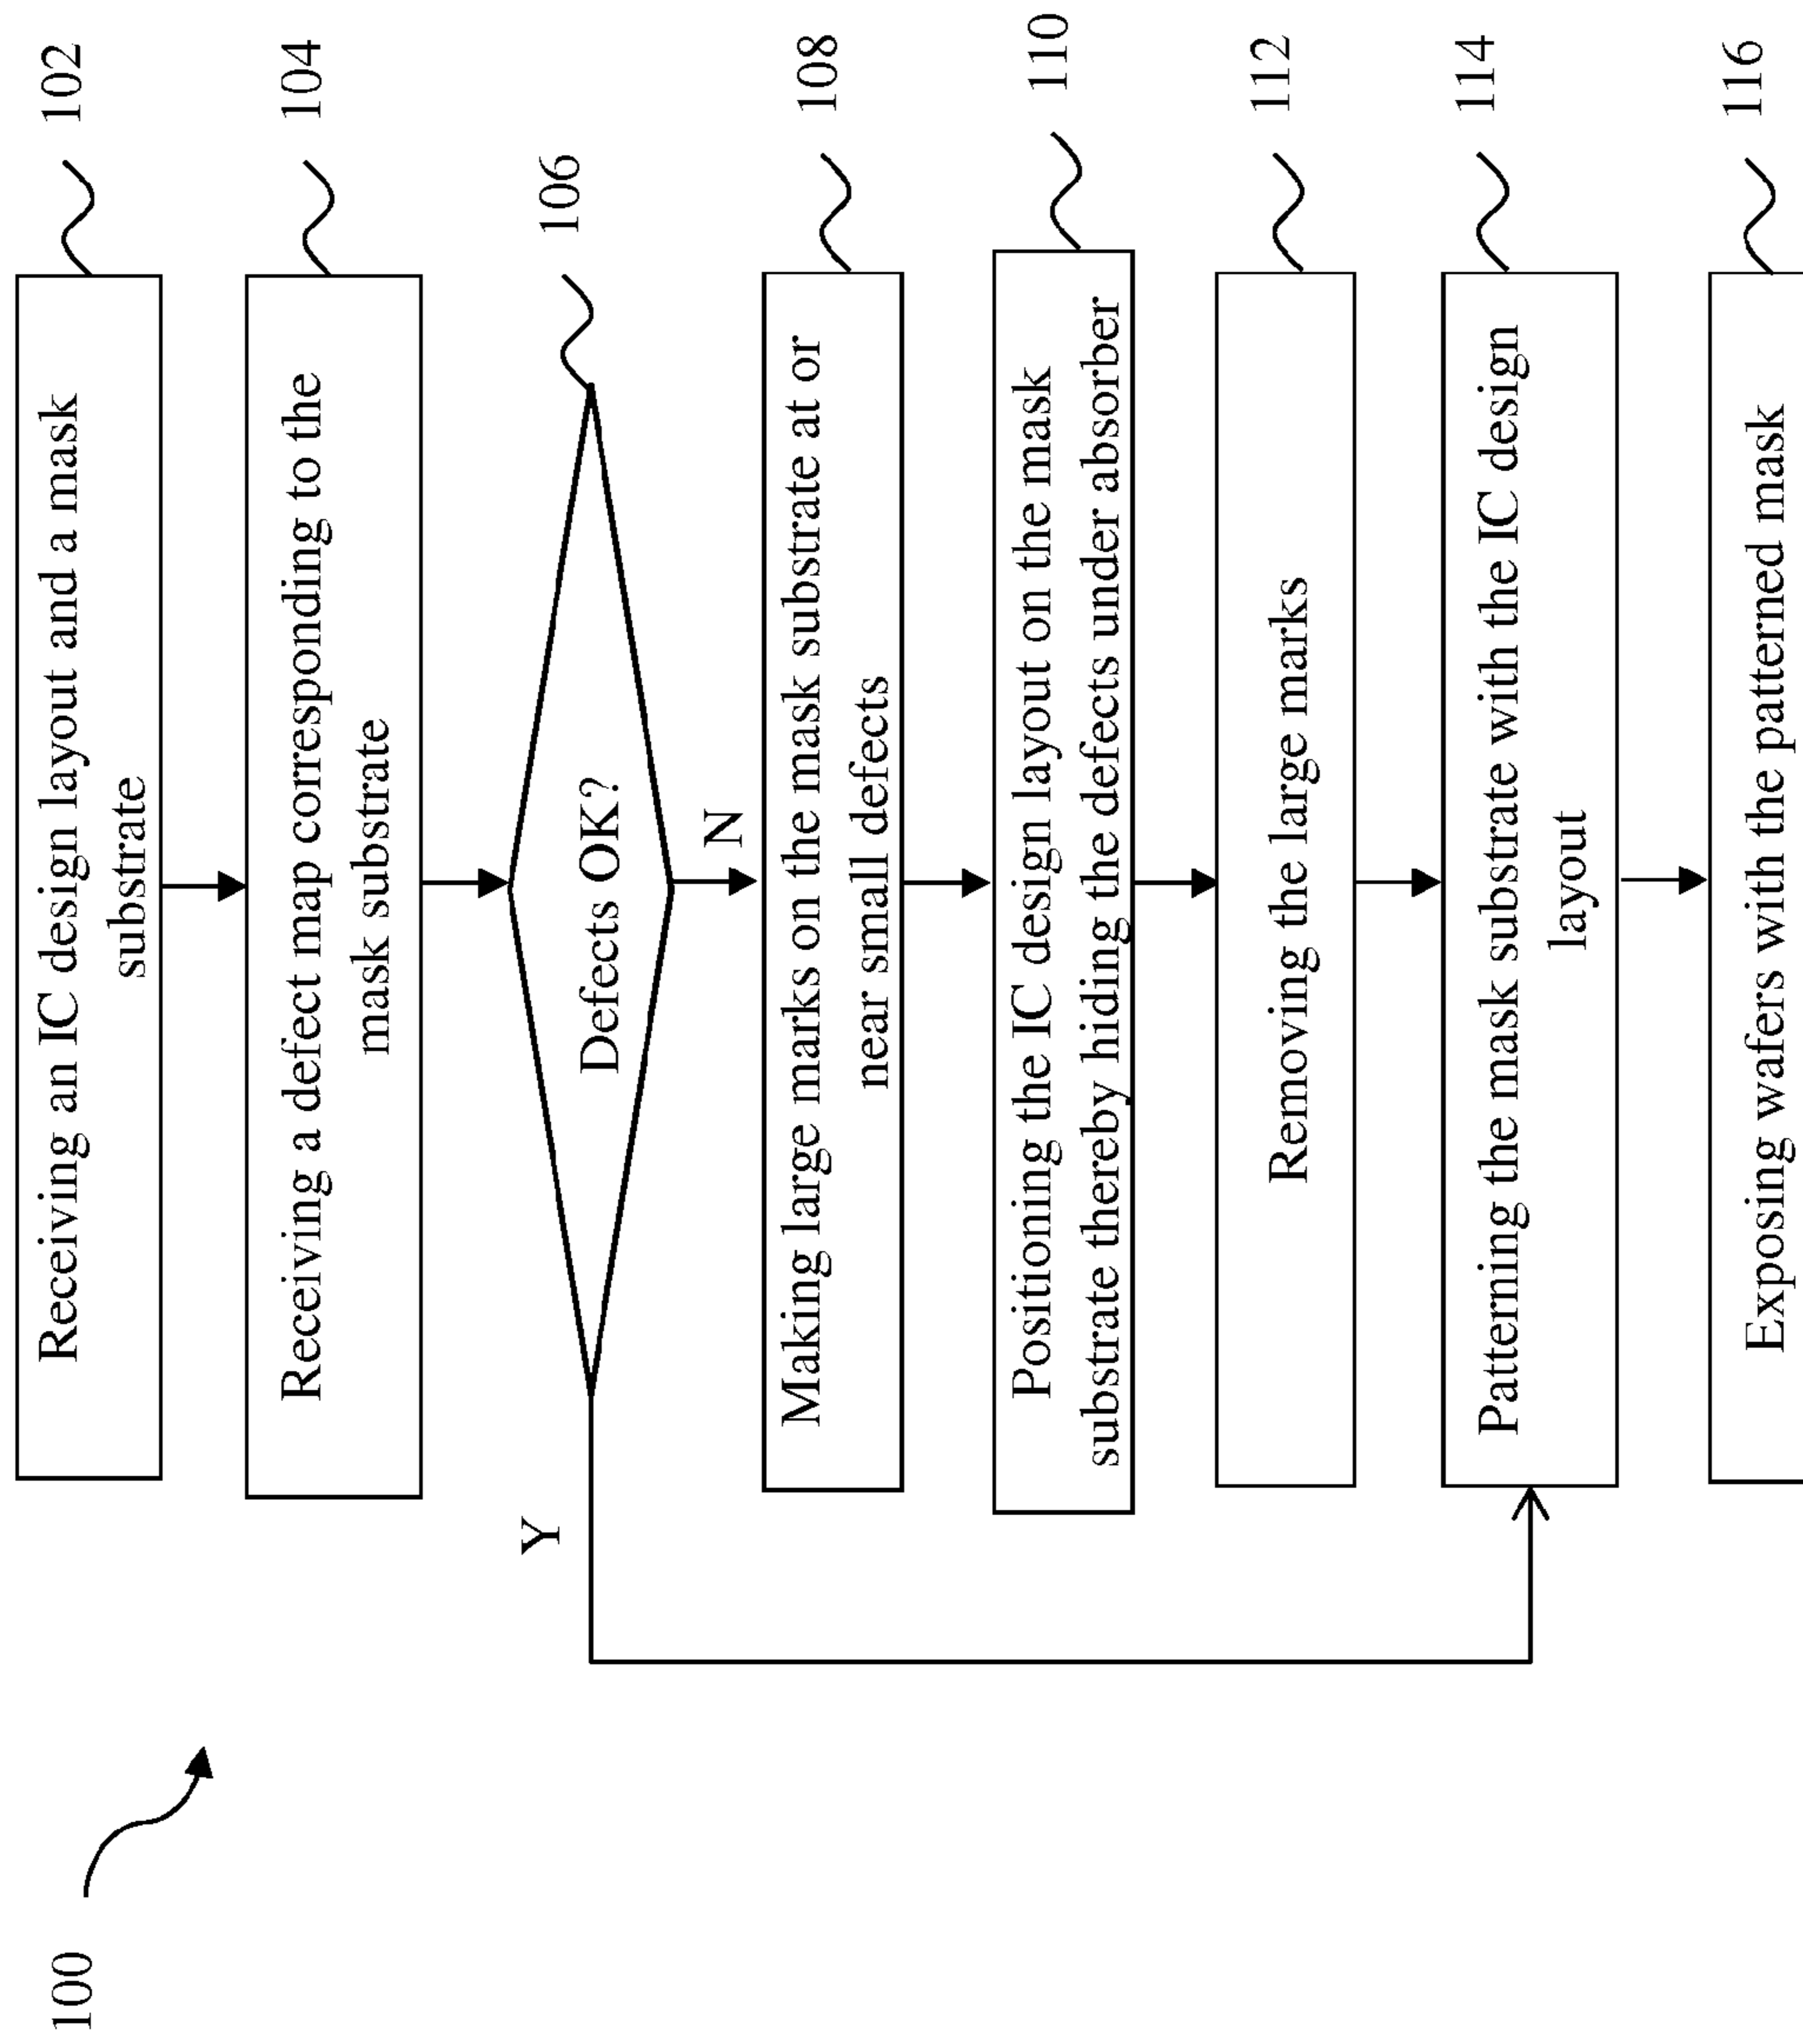 100
Receiving an IC design layout and a mask
substrate
102
Receiving a defect map corresponding to the
mask substrate
104
106
Defects OK?
Y
N
Making large marks on the mask substrate at or
near small defects
108
Positioning the IC design layout on the mask
substrate thereby hiding the defects under absorber
110
Removing the large marks
112
Patterning the mask substrate with the IC design
layout
114
Exposing wafers with the patterned mask
116